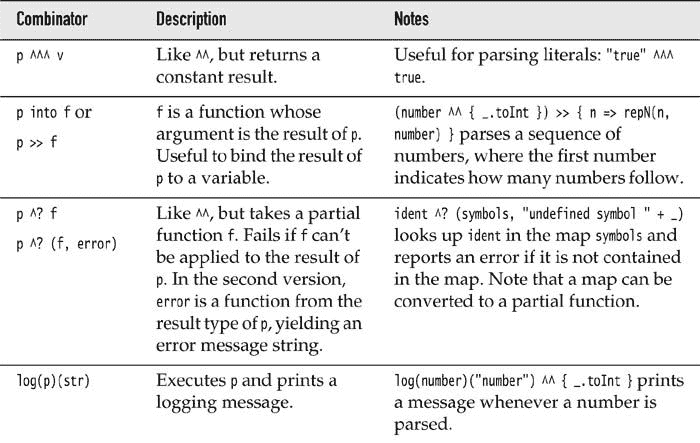 Combinator Description Notes
p ^^^ v Like ^^, but returns a Useful for parsing literals: "true" ^^^
constant result. true.
p into f or f is a function whose (number ^^ { _.toInt }) >> { n => repN(n,
p >> f argument is the result of p. number) } parses a sequence of
Useful to bind the result of numbers, where the first number
p to a variable. indicates how many numbers follow.
p ^? f Like ^^, but takes a partial ident ^? (symbols, "undefined symbol " + _)
p ^? (f, error) function f. Fails if f can't looks up ident in the map symbols and
be applied to the result of reports an error if it is not contained
p. In the second version, in the map. Note that a map can be
error is a function from the converted to a partial function.
result type of p, yielding an
error message string.
log(p)(str) Executes p and prints a log(number)("number") ^^ { _.toInt } prints
logging message. a message whenever a number is
parsed.